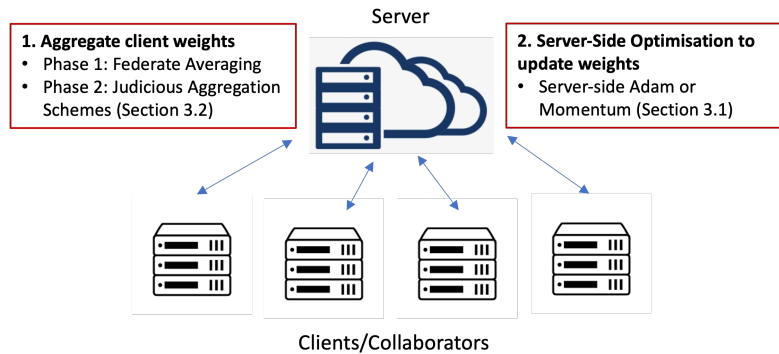 Server
1. Aggregate client weights
• Phase 1: Federate Averaging
• Phase 2: Judicious Aggregation
Schemes (Section 3.2)
2. Server-Side Optimisation to
update weights
• Server-side Adam or
Momentum (Section 3.1)
Clients/Collaborators